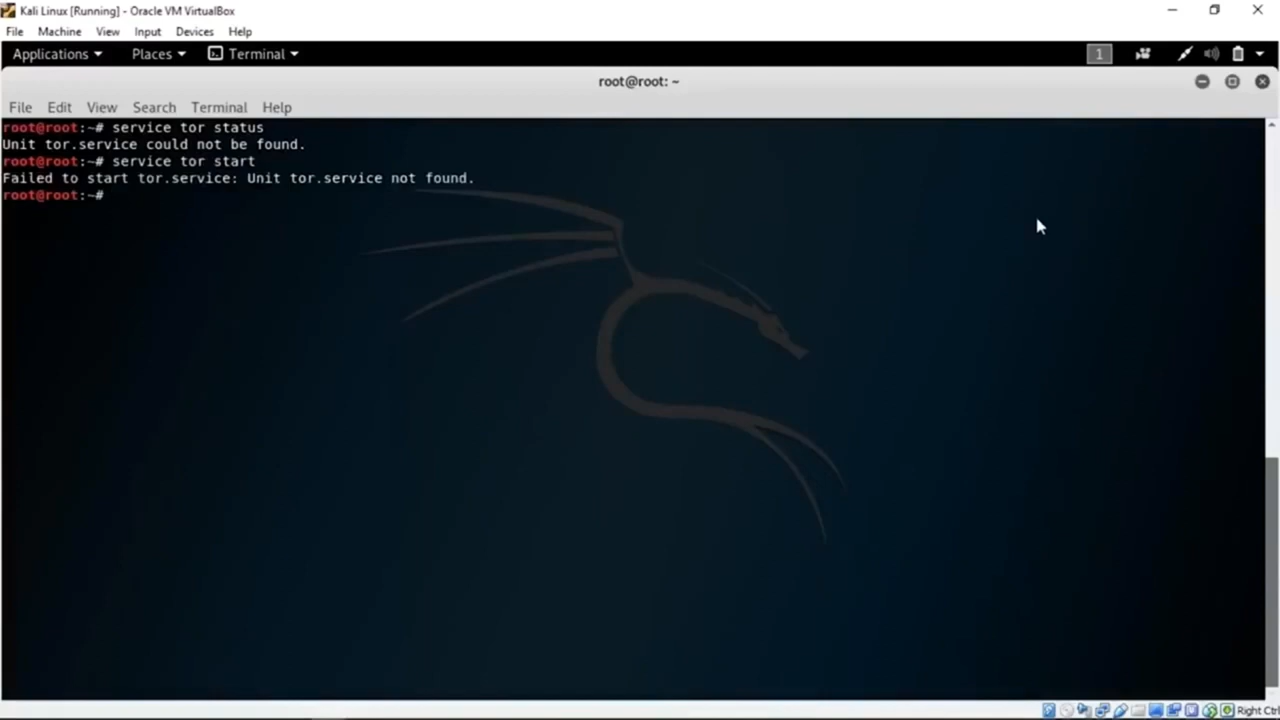 Kali Linux [Running] - Oracle VM VirtualBox
File Machine View Input Devices Help
Applications Places Terminal 1
root@root: ~
File Edit View Search Terminal Help
root@root:~# service tor status
Unit tor.service could not be found.
root@root:~# service tor start
Failed to start tor.service: Unit tor.service not found.
root@root:~#
Right Ctrl